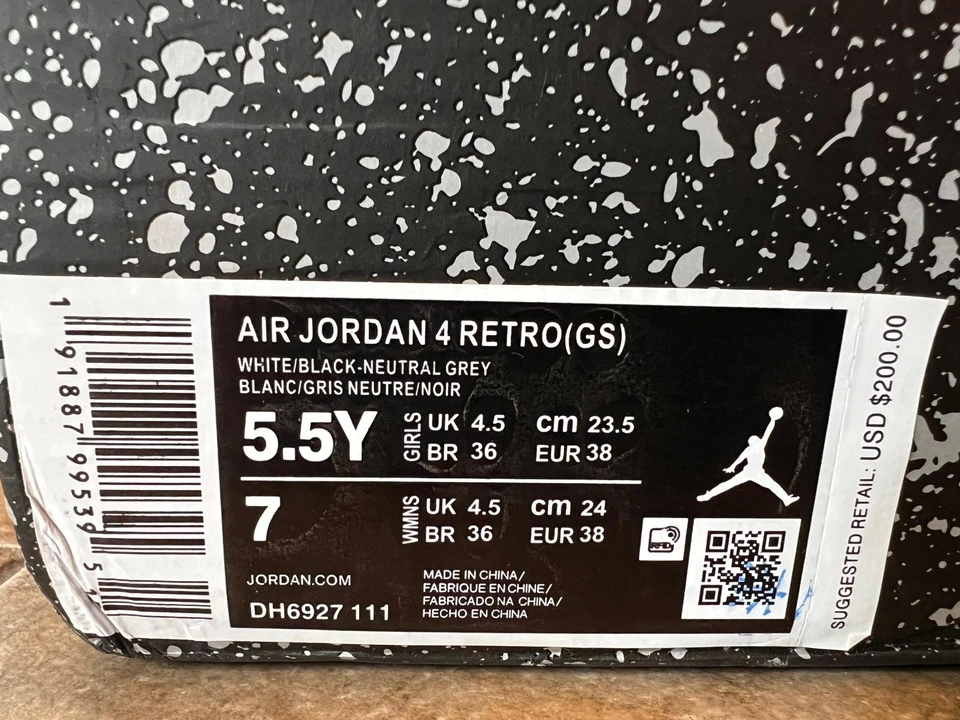 AIR JORDAN 4 RETRO(GS)
WHITE/BLACK-NEUTRAL GREY
BLANC/GRIS NEUTRE/NOIR
5.5Y GIRLS UK 4.5 cm 23.5
BR 36 EUR 38
7 WMNS UK 4.5 cm 24
BR 36 EUR 38
JORDAN.COM
DH6927 111
MADE IN CHINA/
FABRIQUE EN CHINE/
FABRICADO NA CHINA/
HECHO EN CHINA
RFID
SUGGESTED RETAIL: USD $200.00
1 91887 99539 5